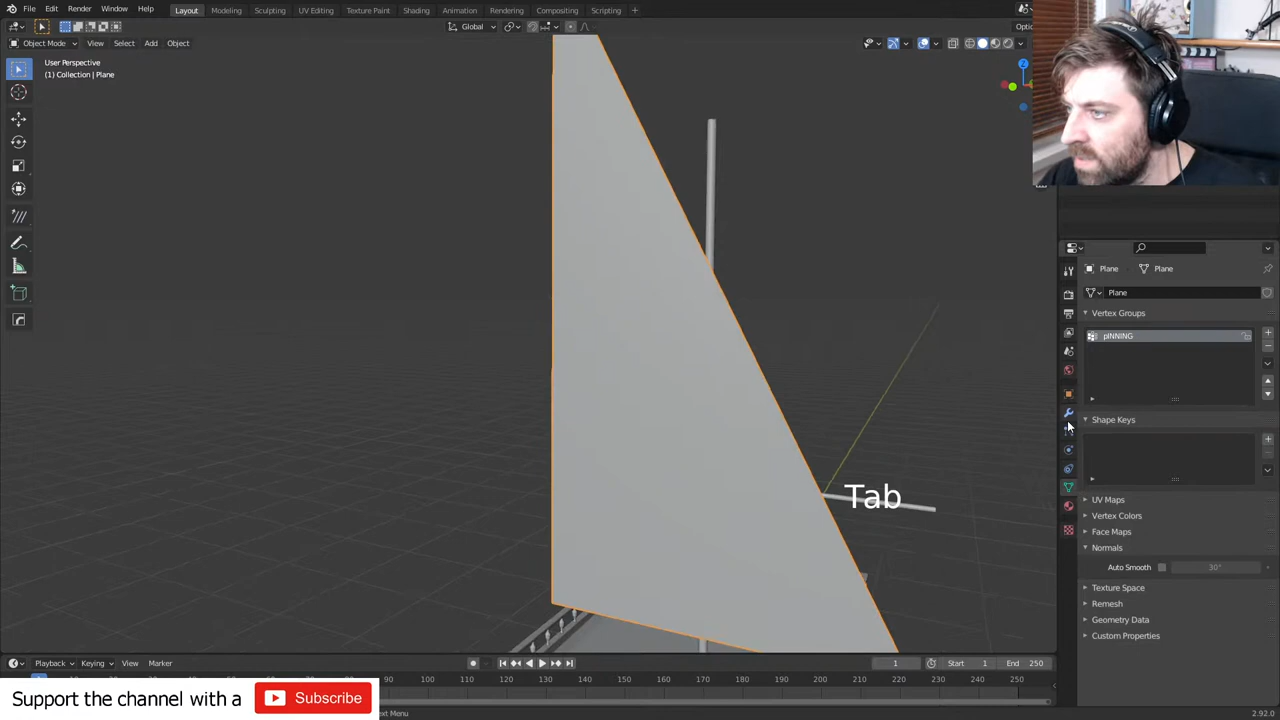 File Edit Render Window Help Layout Modeling Sculpting UV Editing Texture Paint Shading Animation Rendering Compositing Scripting +
Global
Object Mode View Select Add Object
User Perspective
(1) Collection | Plane
Z
Plane Plane
Plane
Vertex Groups
pINNING
Shape Keys
Tab
UV Maps
Vertex Colors
Face Maps
Normals
Auto Smooth 30°
Texture Space
Remesh
Geometry Data
Custom Properties
Playback Keying View Marker 1 Start 1 End 250
100 120 130 140 150 160 170 180 190 200 210 220 230 240 250
Support the channel with a Subscribe
2.92.0